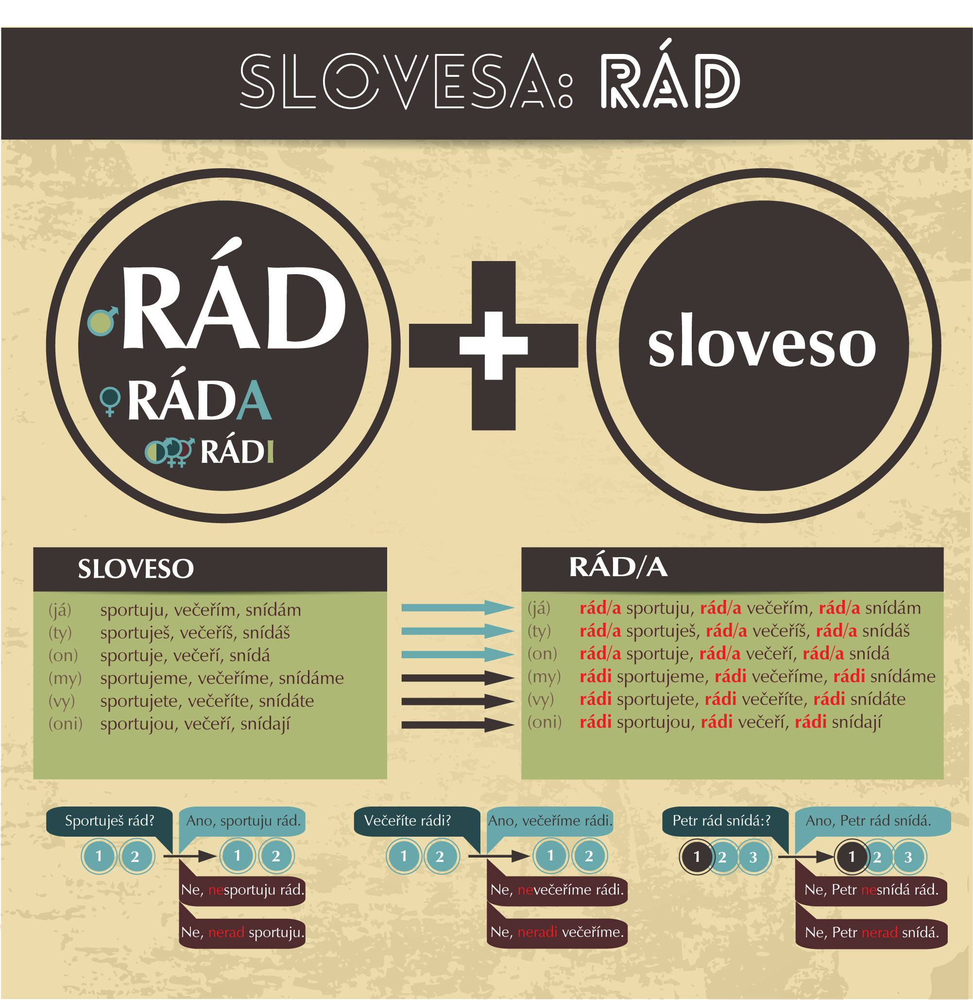 SLOVESA: RÁD
RÁD
RÁDA
RÁDI
+
sloveso
SLOVESO
(já) sportuju, večeřím, snídám
(ty) sportuješ, večeříš, snídáš
(on) sportuje, večeří, snídá
(my) sportujeme, večeříme, snídáme
(vy) sportujete, večeříte, snídáte
(oni) sportujou, večeří, snídají
RÁD/A
(já) rád/a sportuju, rád/a večeřím, rád/a snídám
(ty) rád/a sportuješ, rád/a večeříš, rád/a snídáš
(on) rád/a sportuje, rád/a večeří, rád/a snídá
(my) rádi sportujeme, rádi večeříme, rádi snídáme
(vy) rádi sportujete, rádi večeříte, rádi snídáte
(oni) rádi sportujou, rádi večeří, rádi snídají
Sportuješ rád?
Ano, sportuju rád.
1 2
1 2
Ne, nesportuju rád.
Ne, nerad sportuju.
Večeříte rádi?
Ano, večeříme rádi.
1 2
1 2
Ne, nevečeříme rádi.
Ne, neradi večeříme.
Petr rád snídá:?
Ano, Petr rád snídá.
1 2 3
1 2 3
Ne, Petr nesnídá rád.
Ne, Petr nerad snídá.